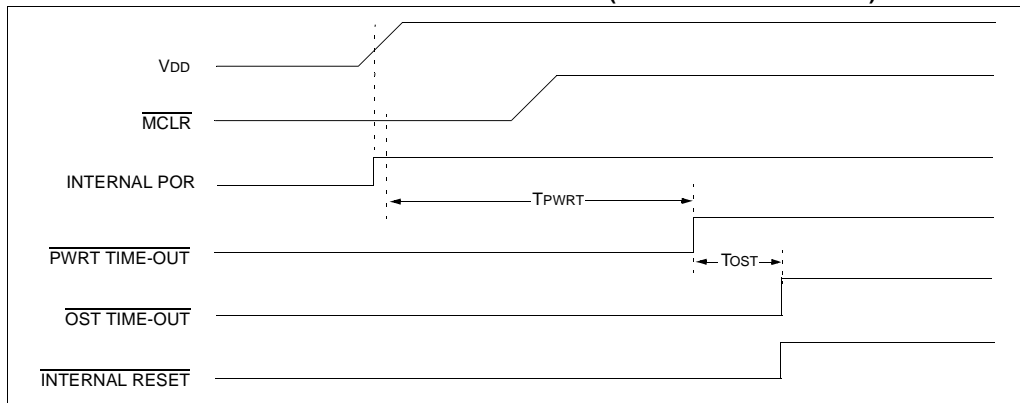 VDD
MCLR
INTERNAL POR
TPWRT
PWRT TIME-OUT
TOST
OST TIME-OUT
INTERNAL RESET